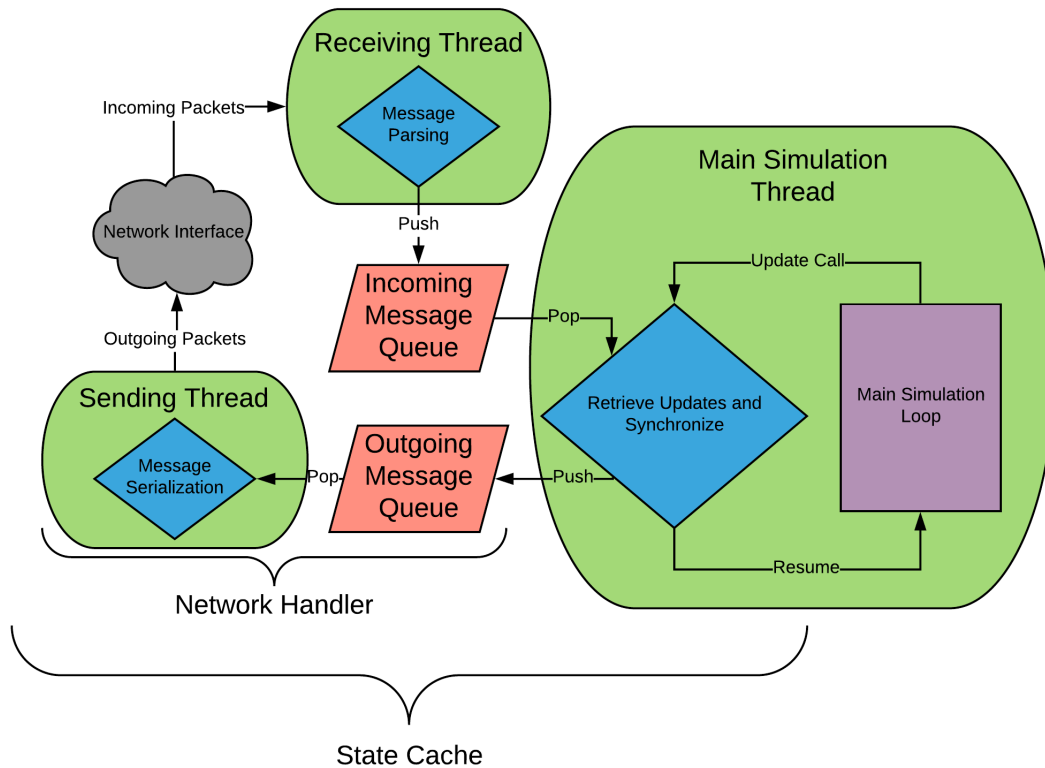 Receiving Thread
Incoming Packets
Message
Parsing
Main Simulation
Thread
Push
Network Interface
Update Call
Incoming
Message
Queue
Pop
Outgoing Packets
Sending Thread
Retrieve Updates and
Synchronize
Main Simulation
Loop
Outgoing
Message
Queue
Message
Serialization
Pop
Push
Resume
Network Handler
State Cache